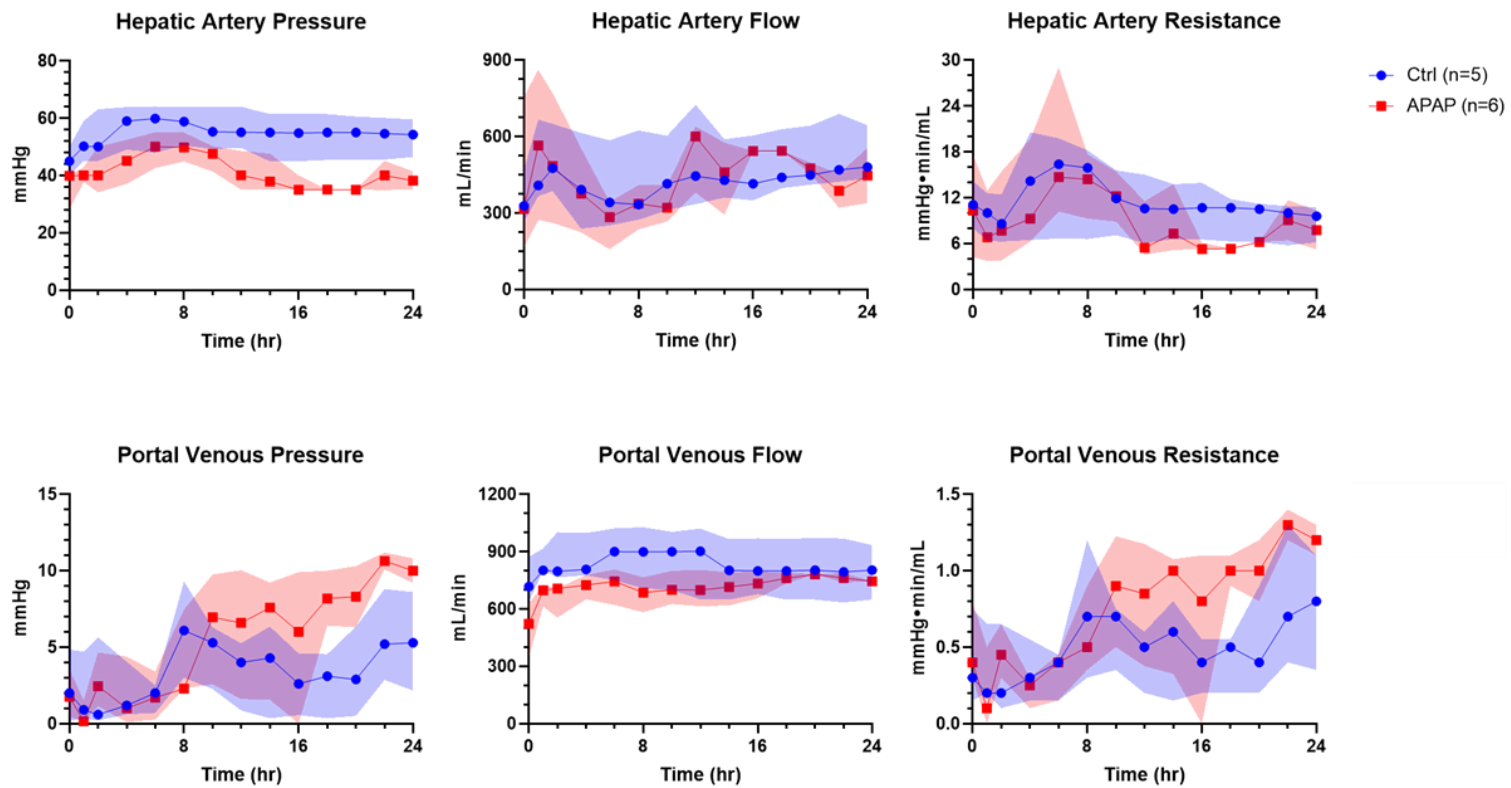 Hepatic Artery Pressure
80
60
40
20
0
mmHg
0 8 16 24
Time (hr)
Hepatic Artery Flow
900
600
300
0
mL/min
0 8 16 24
Time (hr)
Hepatic Artery Resistance
30
24
18
12
6
0
mmHg•min/mL
0 8 16 24
Time (hr)
Ctrl (n=5)
APAP (n=6)
Portal Venous Pressure
15
10
5
0
mmHg
0 8 16 24
Time (hr)
Portal Venous Flow
1200
900
600
300
0
mL/min
0 8 16 24
Time (hr)
Portal Venous Resistance
1.5
1.0
0.5
0.0
mmHg•min/mL
0 8 16 24
Time (hr)